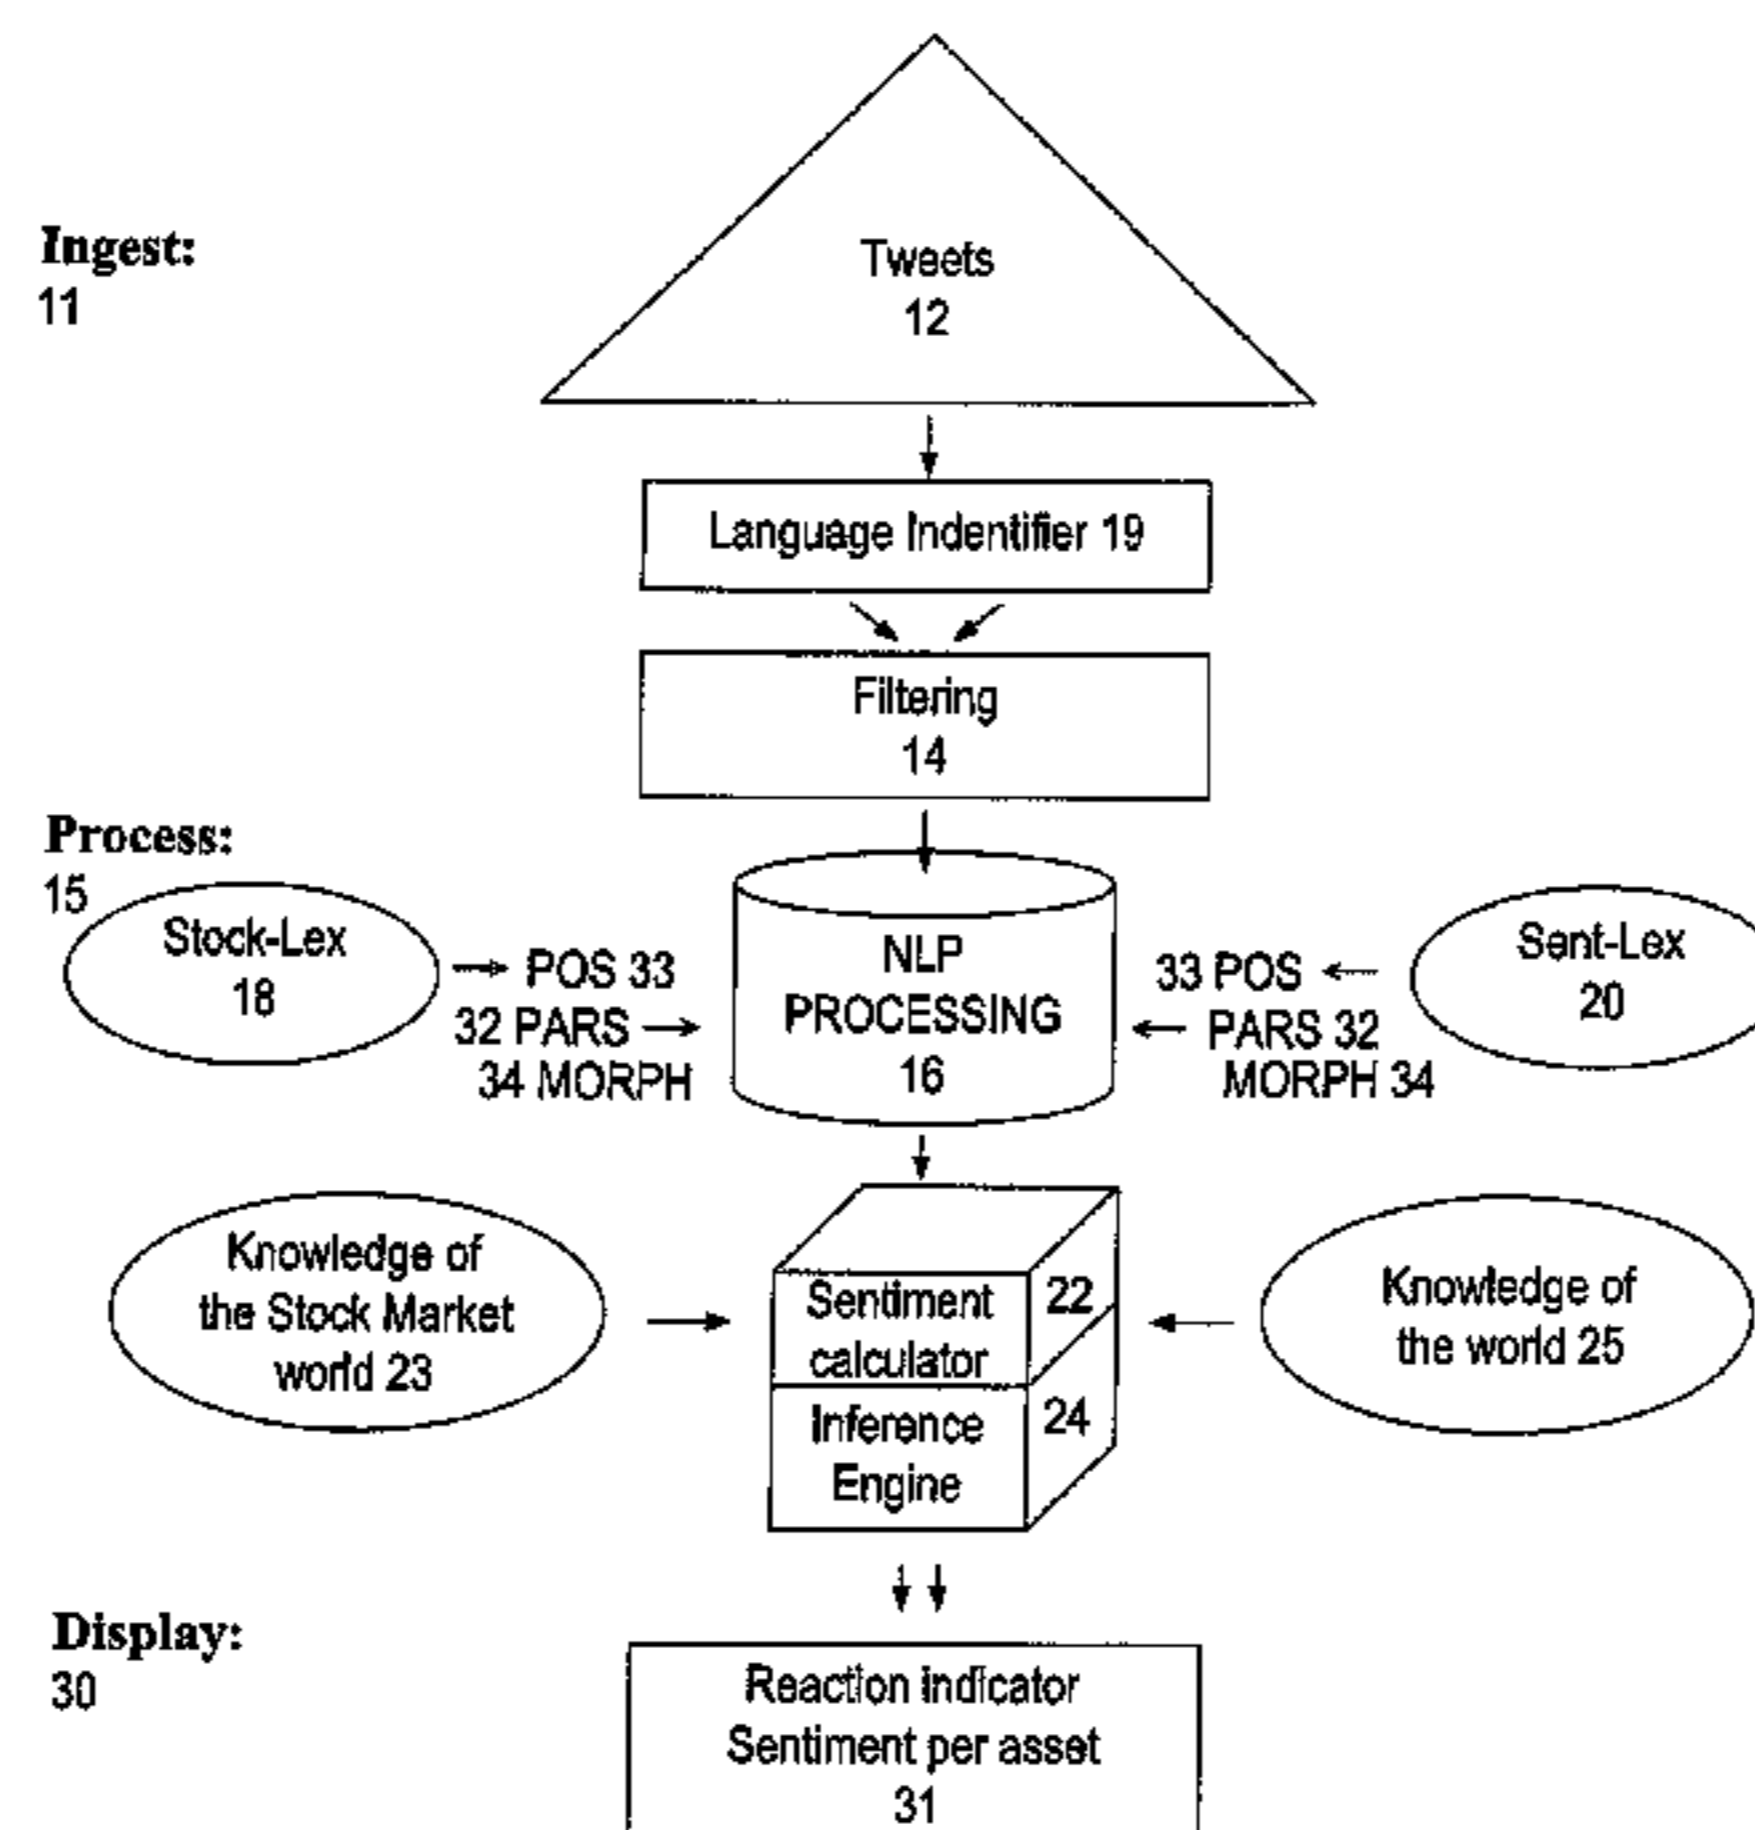 Ingest:
11
Tweets
12
Language Indentifier 19
Filtering
14
Process:
15
Stock-Lex
18
POS 33
32 PARS
34 MORPH
NLP
PROCESSING
16
33 POS
PARS 32
MORPH 34
Sent-Lex
20
Knowledge of
the Stock Market
world 23
Sentiment
calculator
22
Inference
Engine
24
Knowledge of
the world 25
Display:
30
Reaction indicator
Sentiment per asset
31